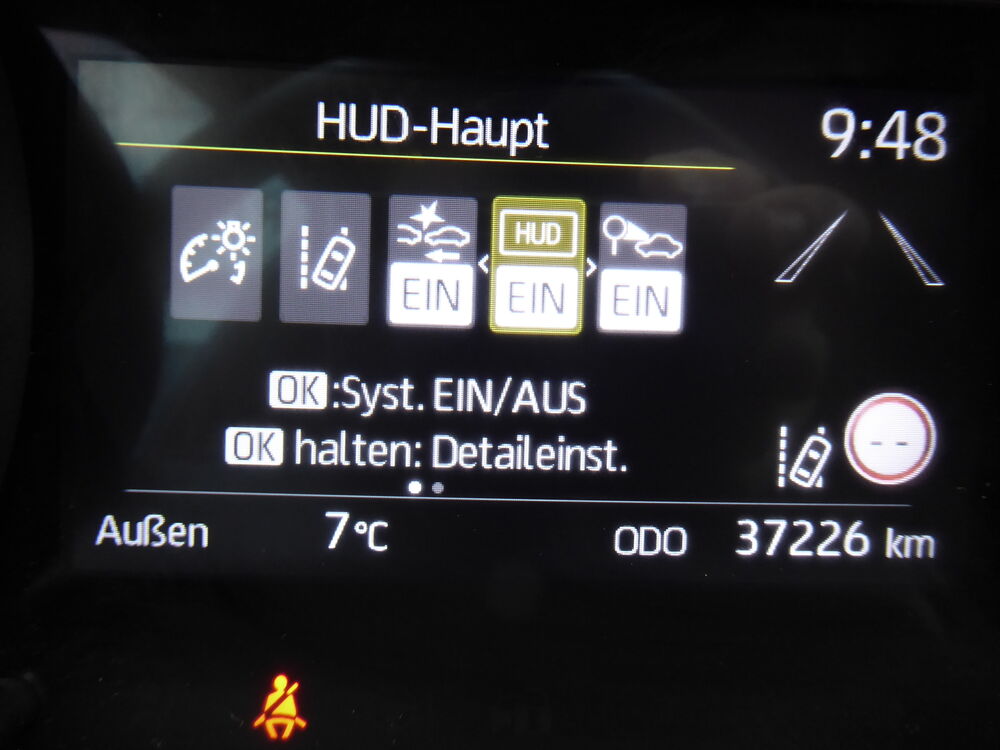 HUD-Haupt
9:48
HUD
EIN
EIN
EIN
OK:Syst. EIN/AUS
OK halten: Detaileinst.
--
Außen 7°C ODO 37226 km